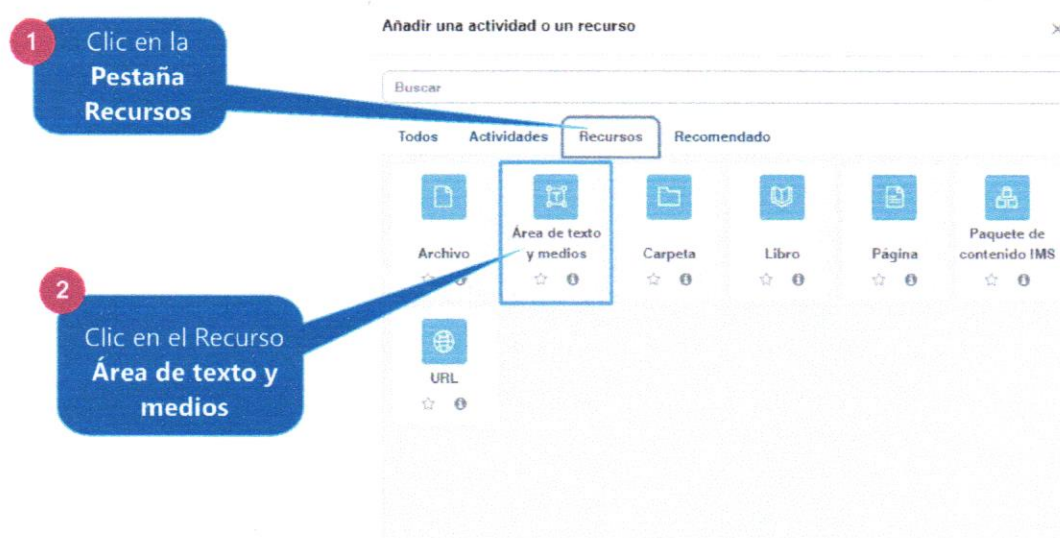 1
Clic en la
Pestaña
Recursos
Añadir una actividad o un recurso
Buscar
Todos Actividades Recursos Recomendado
Archivo
Área de texto
y medios
Carpeta
Libro
Página
Paquete de
contenido IMS
2
Clic en el Recurso
Área de texto y
medios
URL